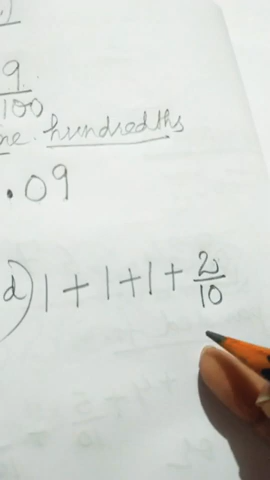 9
100
hundredths
.09
d) 1 + 1 + 1 + 2/10